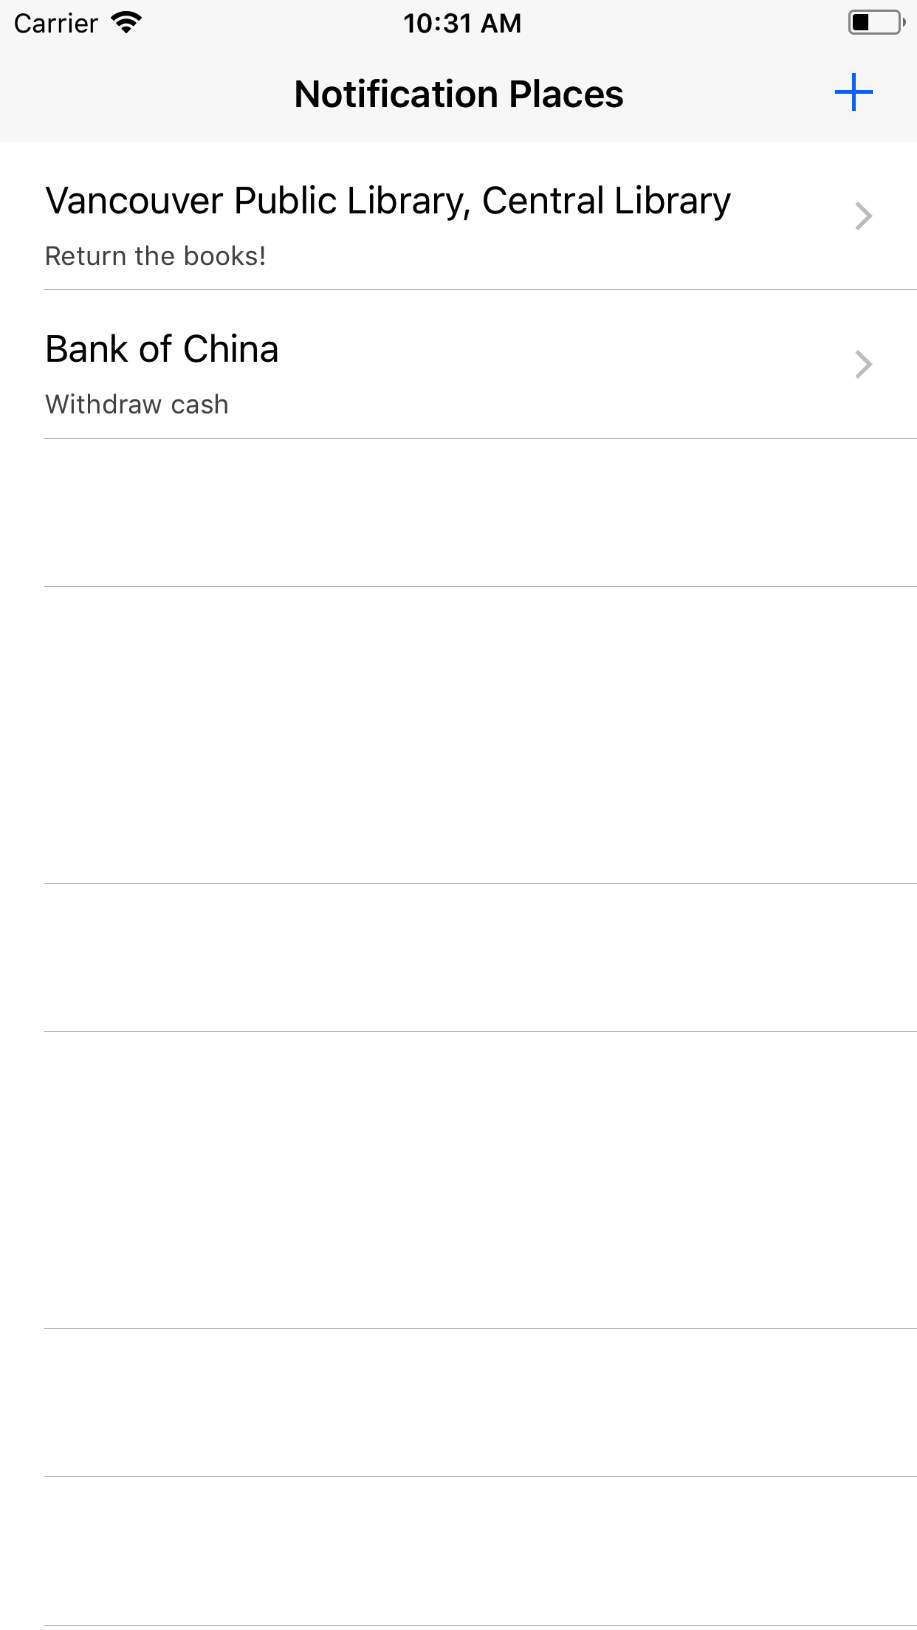 Carrier 10:31 AM
Notification Places
Vancouver Public Library, Central Library
Return the books!
Bank of China
Withdraw cash